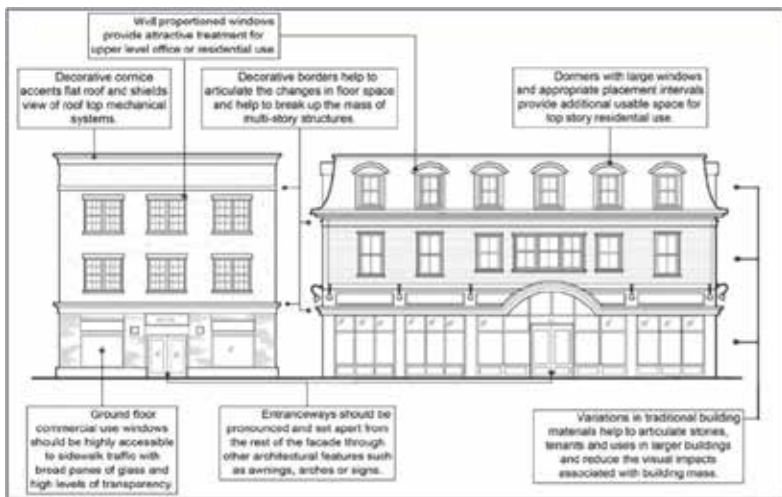 Well proportioned windows
provide attractive treatment for
upper level office or residential use.
Decorative cornice
accents flat roof and shields
view of roof top mechanical
systems.
Decorative borders help to
articulate the changes in floor space
and help to break up the mass of
multi-story structures.
Dormers with large windows
and appropriate placement intervals
provide additional usable space for
top story residential use.
Ground floor
commercial use windows
should be highly accessible
to sidewalk traffic with
broad panes of glass and
high levels of transparency.
Entranceways should be
pronounced and set apart from
the rest of the facade through
other architectural features such
as awnings, arches or signs.
Variations in traditional building
materials help to articulate stories,
tenants and uses in larger buildings
and reduce the visual impacts
associated with building mass.